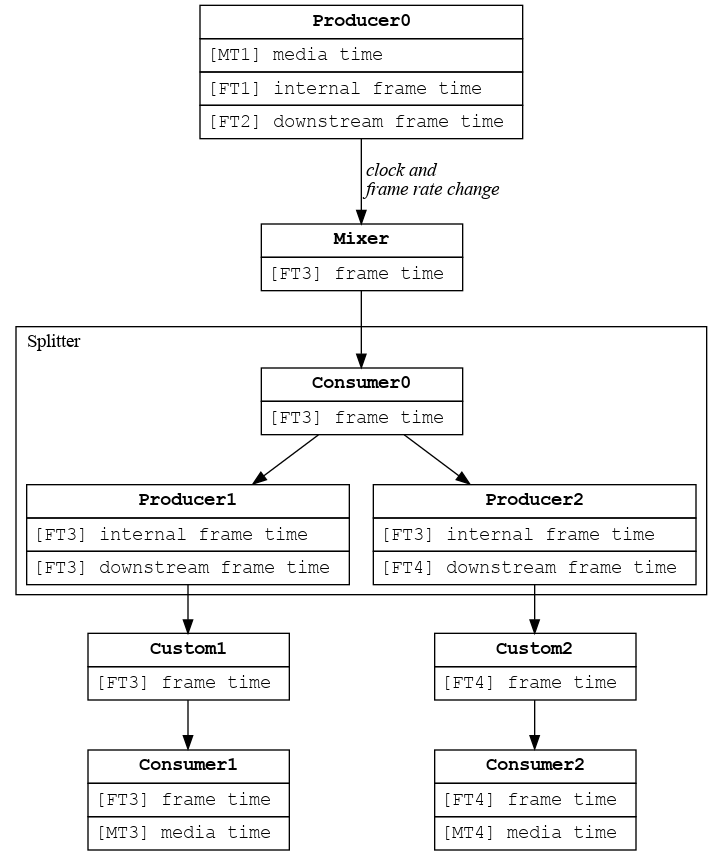 Producer0
[MT1] media time
[FT1] internal frame time
[FT2] downstream frame time
clock and
frame rate change
Mixer
[FT3] frame time
Splitter
Consumer0
[FT3] frame time
Producer1
[FT3] internal frame time
[FT3] downstream frame time
Producer2
[FT3] internal frame time
[FT4] downstream frame time
Custom1
[FT3] frame time
Custom2
[FT4] frame time
Consumer1
[FT3] frame time
[MT3] media time
Consumer2
[FT4] frame time
[MT4] media time